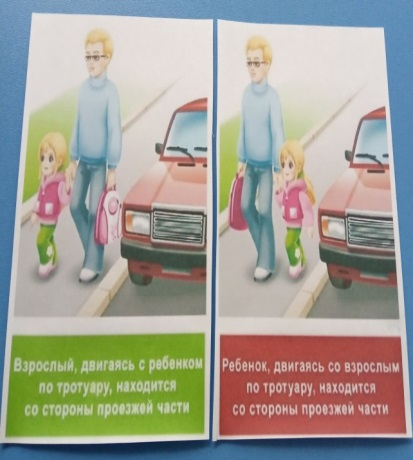 Взрослый, двигаясь с ребенком
по тротуару, находится
со стороны проезжей части
Ребенок, двигаясь со взрослым
по тротуару, находится
со стороны проезжей части